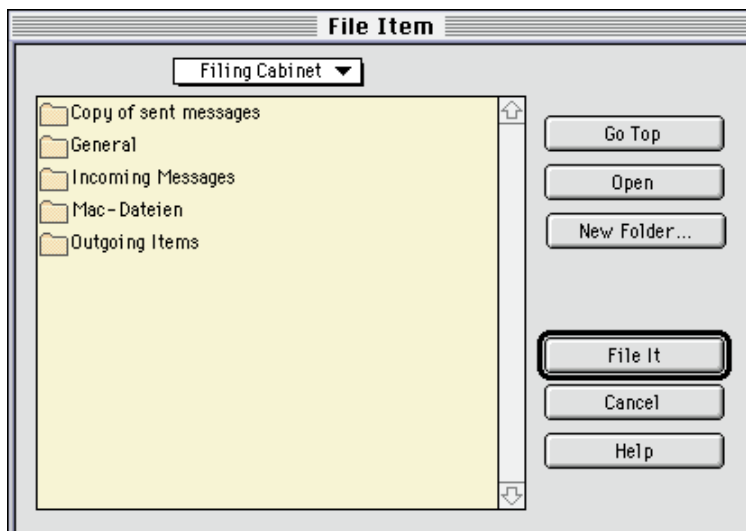 File Item
Filing Cabinet
Copy of sent messages
General
Incoming Messages
Mac-Dateien
Outgoing Items
Go Top
Open
New Folder...
File It
Cancel
Help